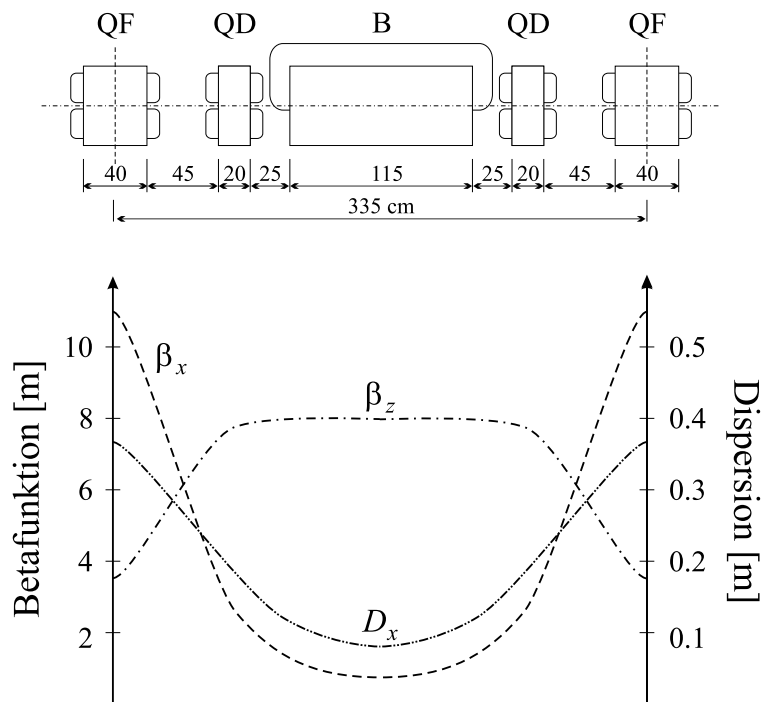 QF QD B QD QF
40 45 20 25 115 25 20 45 40
335 cm
Betafunktion [m]
10
8
6
4
2
βx
βz
Dx
0.5
0.4
0.3
0.2
0.1
Dispersion [m]